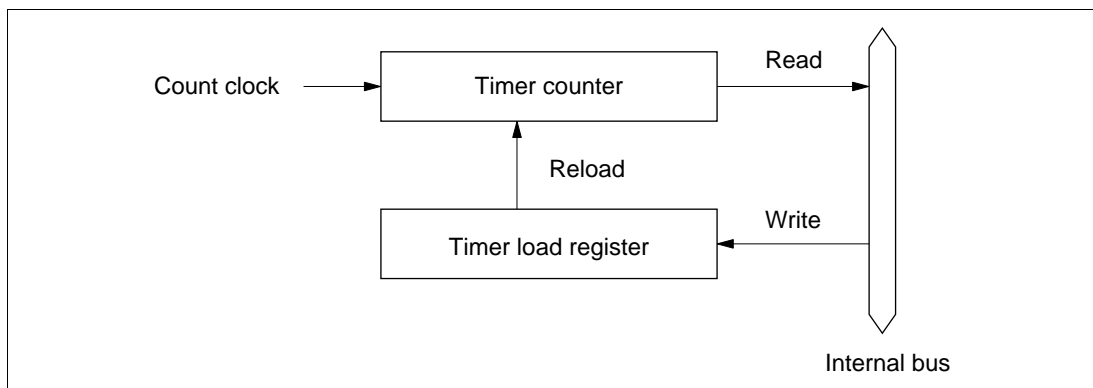 Read
Count clock
Timer counter
Reload
Write
Timer load register
Internal bus